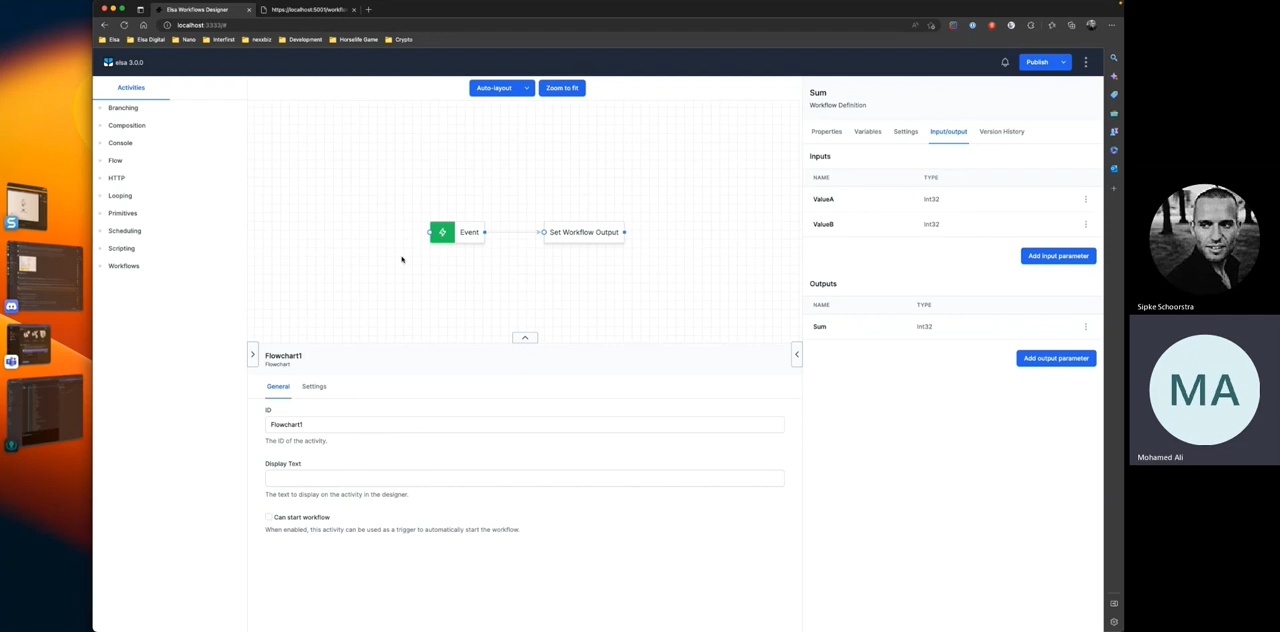 Elsa Workflows Designer
https://localhost:5001/workfl
localhost:3333/#
Elsa
Elsa Digital
Nano
Interfirst
nexxbiz
Development
Horselife Game
Crypto
elsa 3.0.0
Publish
Activities
Branching
Composition
Console
Flow
HTTP
Looping
Primitives
Scheduling
Scripting
Workflows
Auto-layout
Zoom to fit
Event
Set Workflow Output
Flowchart1
Flowchart
General
Settings
ID
Flowchart1
The ID of the activity.
Display Text
The text to display on the activity in the designer.
Can start workflow
When enabled, this activity can be used as a trigger to automatically start the workflow.
Sum
Workflow Definition
Properties
Variables
Settings
Input/output
Version History
Inputs
NAME TYPE
ValueA Int32
ValueB Int32
Add input parameter
Outputs
NAME TYPE
Sum Int32
Add output parameter
Sipke Schoorstra
MA
Mohamed Ali